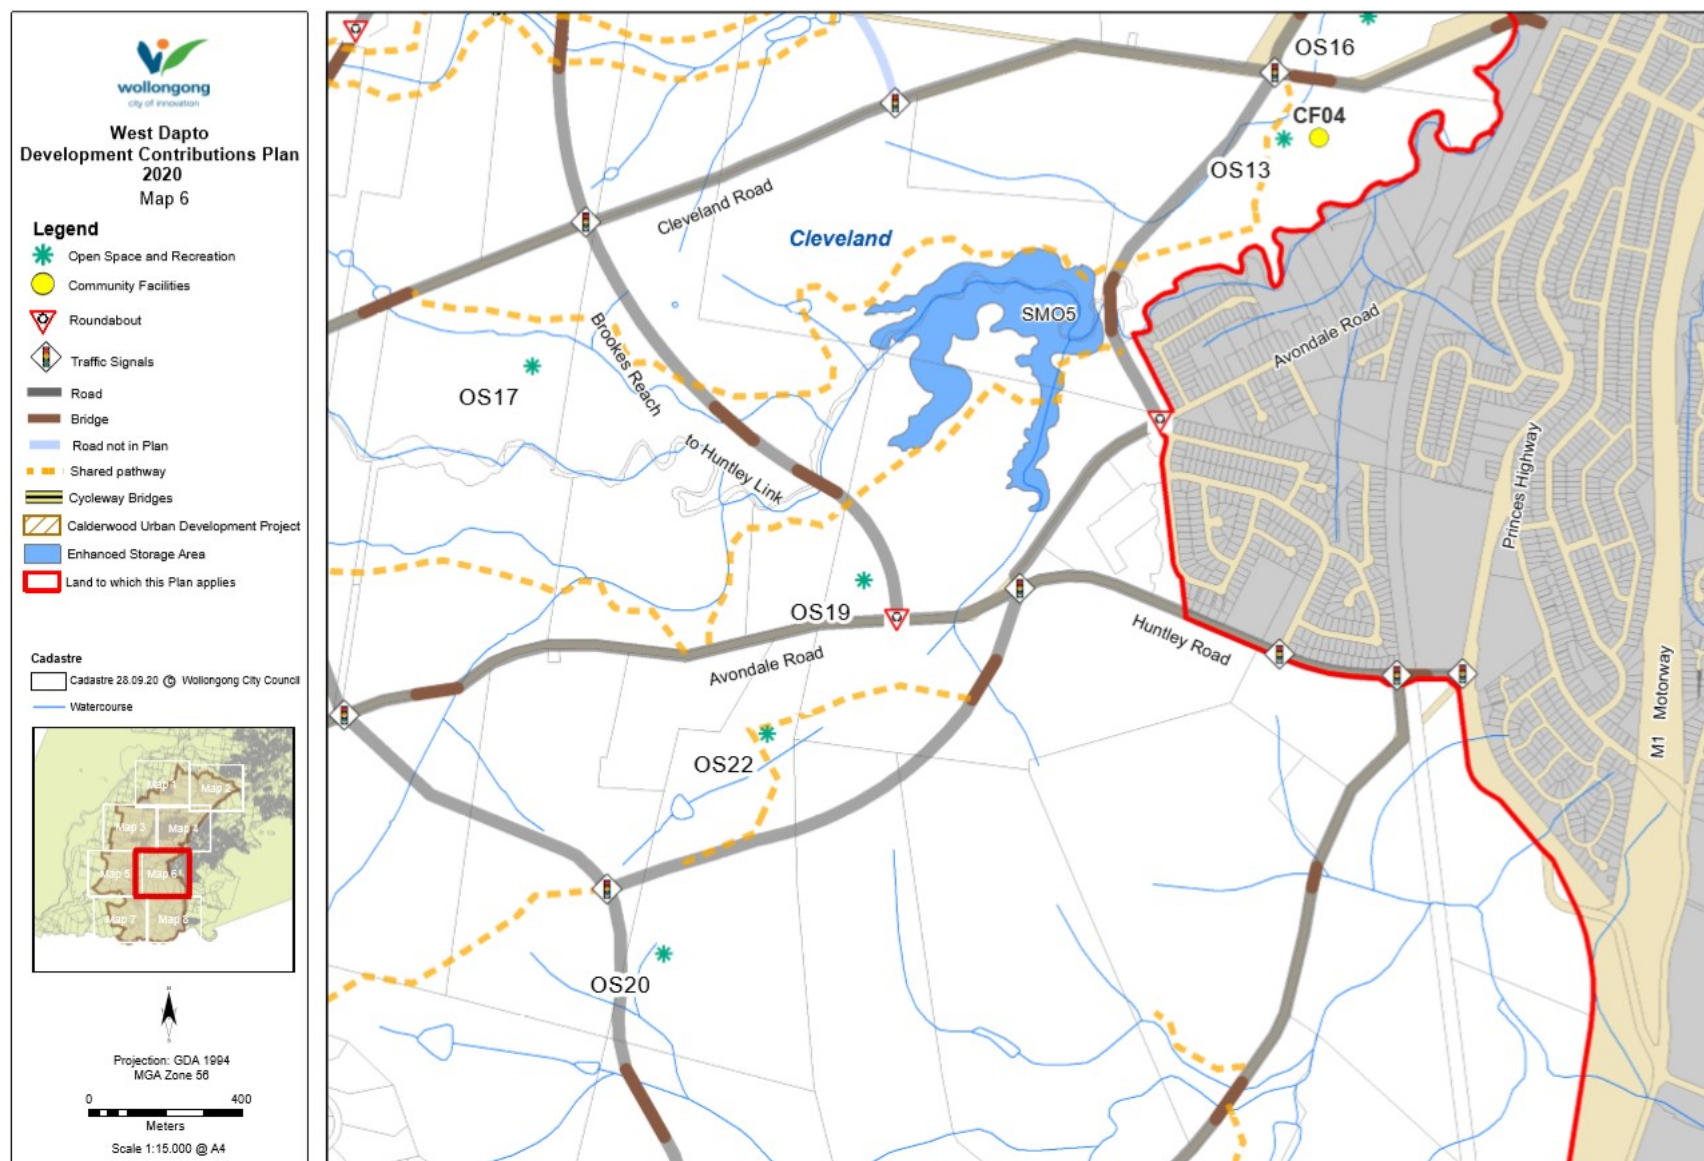 wollongong
city of innovation
West Dapto
Development Contributions Plan
2020
Map 6
Legend
Open Space and Recreation
Community Facilities
Roundabout
Traffic Signals
Road
Bridge
Road not in Plan
Shared pathway
Cycleway Bridges
Calderwood Urban Development Project
Enhanced Storage Area
Land to which this Plan applies
Cadastre
Cadastre 28.09.20 © Wollongong City Council
Watercourse
Map 1
Map 2
Map 3
Map 4
Map 5
Map 6
Map 7
Map 8
N
S
Projection: GDA 1994
MGA Zone 56
0 400
Meters
Scale 1:15.000 @ A4
OS16
CF04
OS13
Cleveland Road
Cleveland
SMO5
Avondale Road
Brookes Reach
to Huntley Link
OS17
Princes Highway
OS19
Avondale Road
Huntley Road
M1 Motorway
OS22
OS20